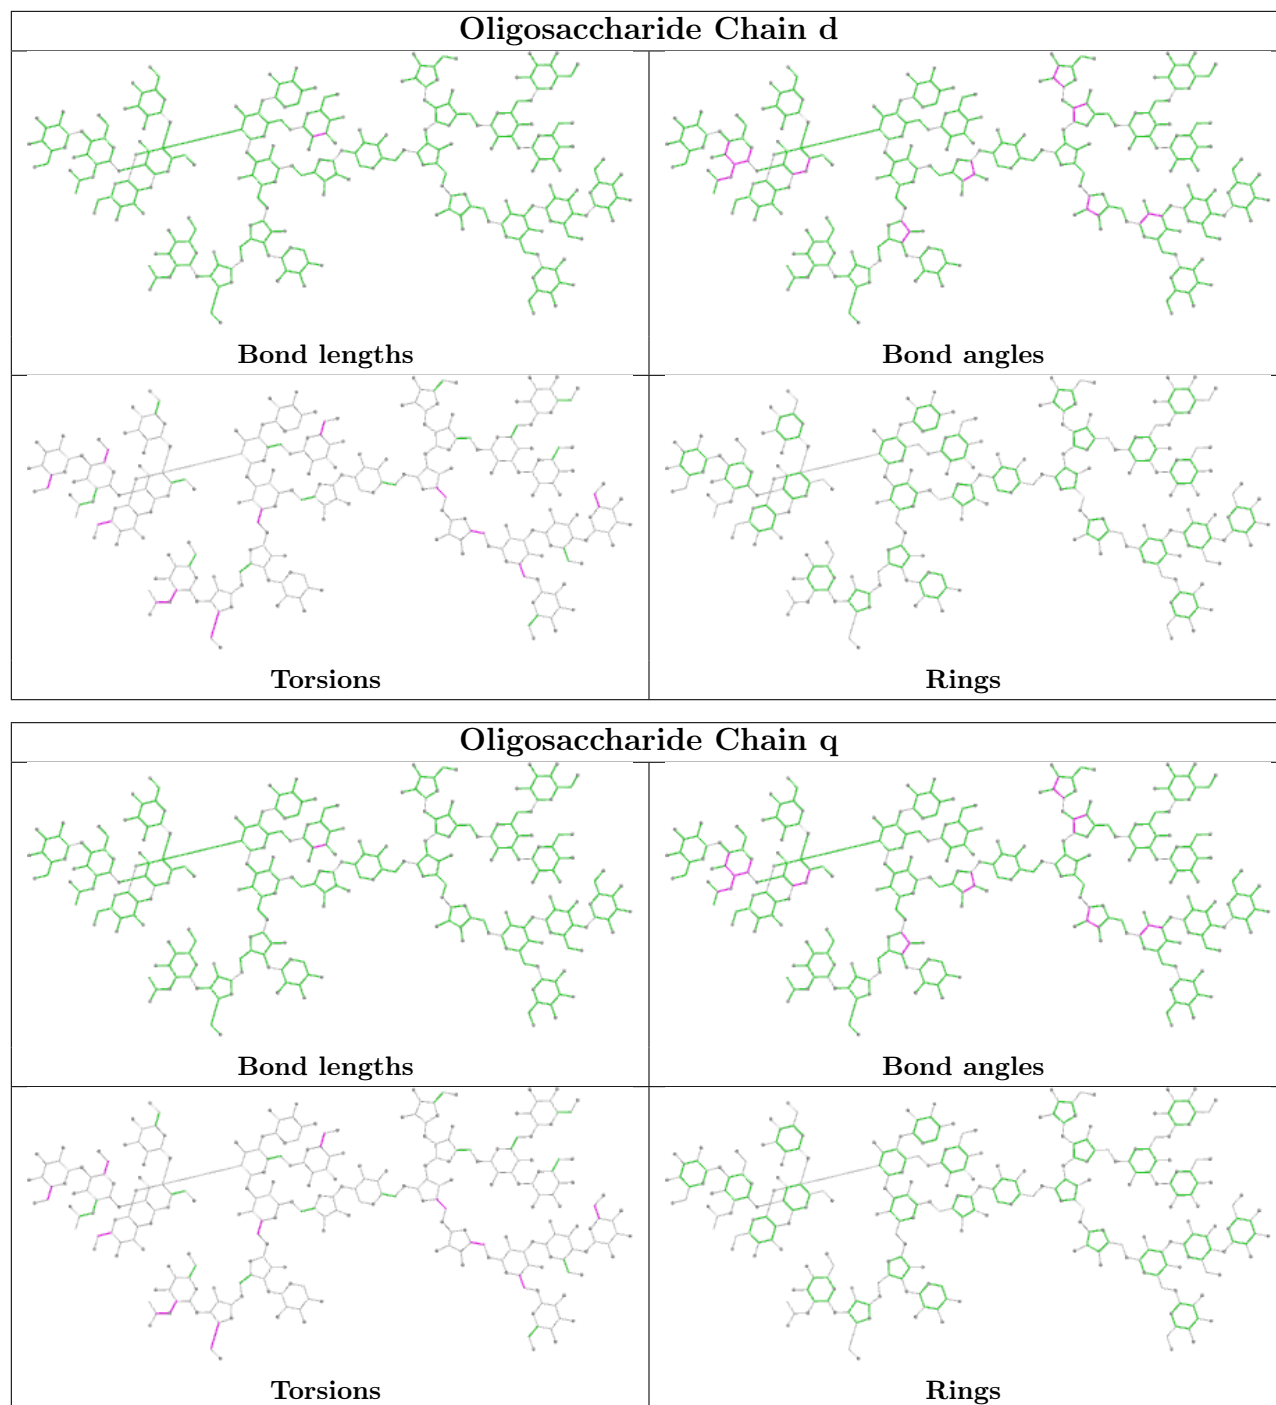 Oligosaccharide Chain d
Bond lengths
Bond angles
Torsions
Rings
Oligosaccharide Chain q
Bond lengths
Bond angles
Torsions
Rings